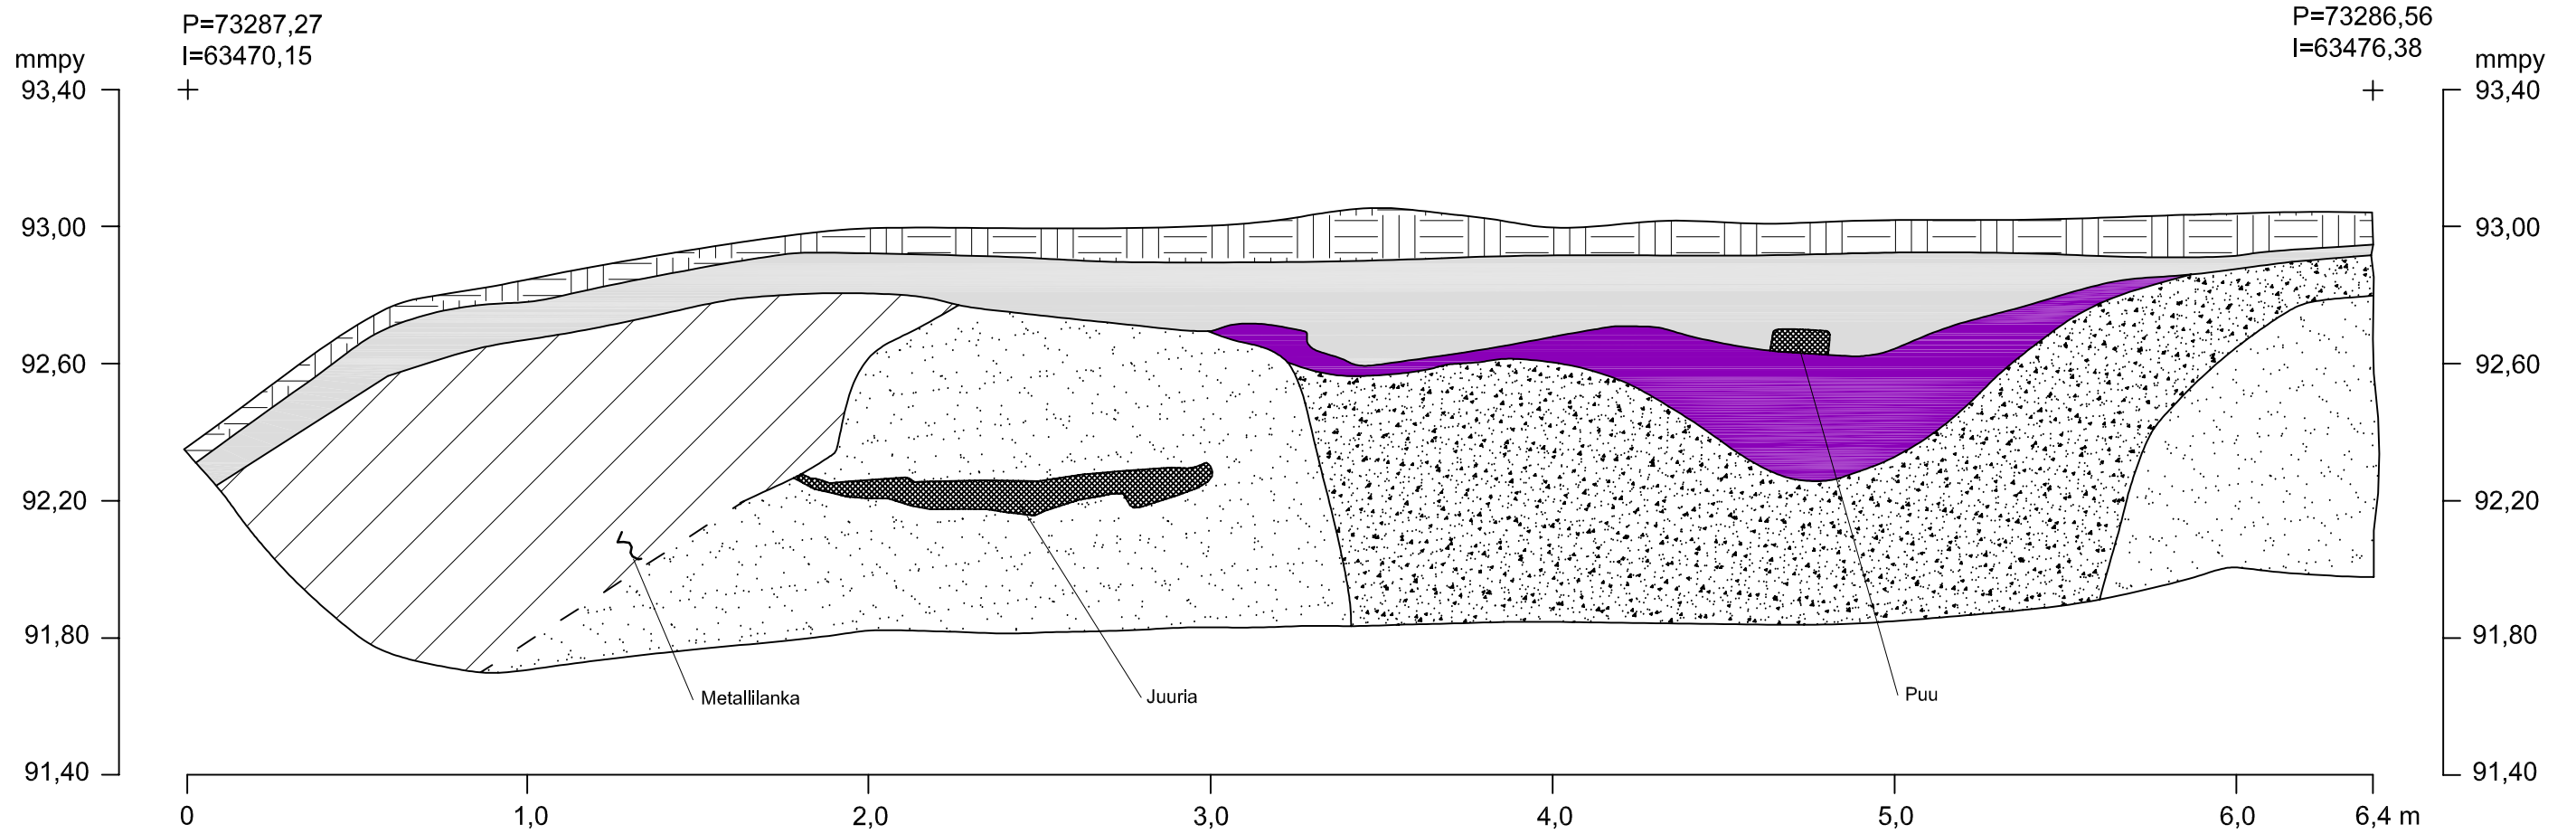 P=73287,27
I=63470,15
P=73286,56
I=63476,38
mmpy
mmpy
93,40
93,40
93,00
93,00
92,60
92,60
92,20
92,20
91,80
91,80
91,40
91,40
Metallilanka
Juuria
Puu
0
1,0
2,0
3,0
4,0
5,0
6,0
6,4 m